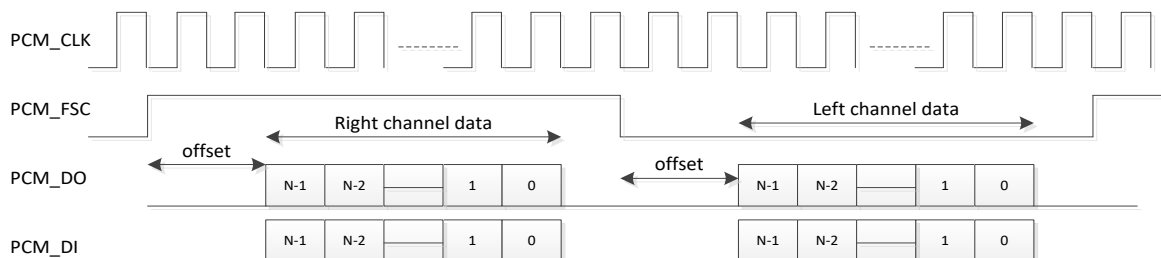 PCM_CLK
PCM_FSC
Right channel data
Left channel data
offset
offset
PCM_DO
N-1 N-2 1 0 N-1 N-2 1 0
PCM_DI
N-1 N-2 1 0 N-1 N-2 1 0